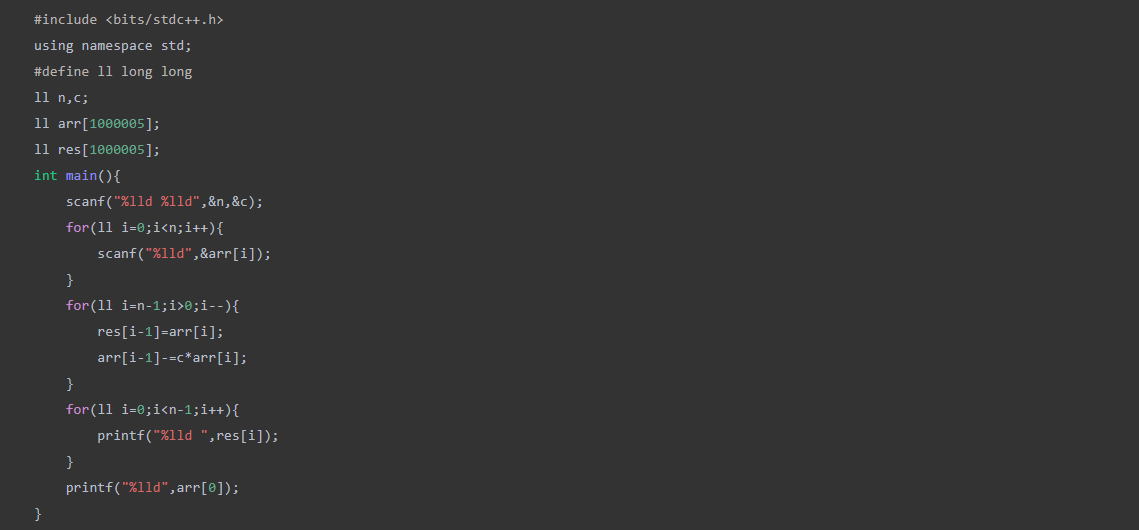 #include <bits/stdc++.h>
using namespace std;
#define ll long long
ll n,c;
ll arr[1000005];
ll res[1000005];
int main(){
    scanf("%lld %lld",&n,&c);
    for(ll i=0;i<n;i++){
        scanf("%lld",&arr[i]);
    }
    for(ll i=n-1;i>0;i--){
        res[i-1]=arr[i];
        arr[i-1]-=c*arr[i];
    }
    for(ll i=0;i<n-1;i++){
        printf("%lld ",res[i]);
    }
    printf("%lld",arr[0]);
}